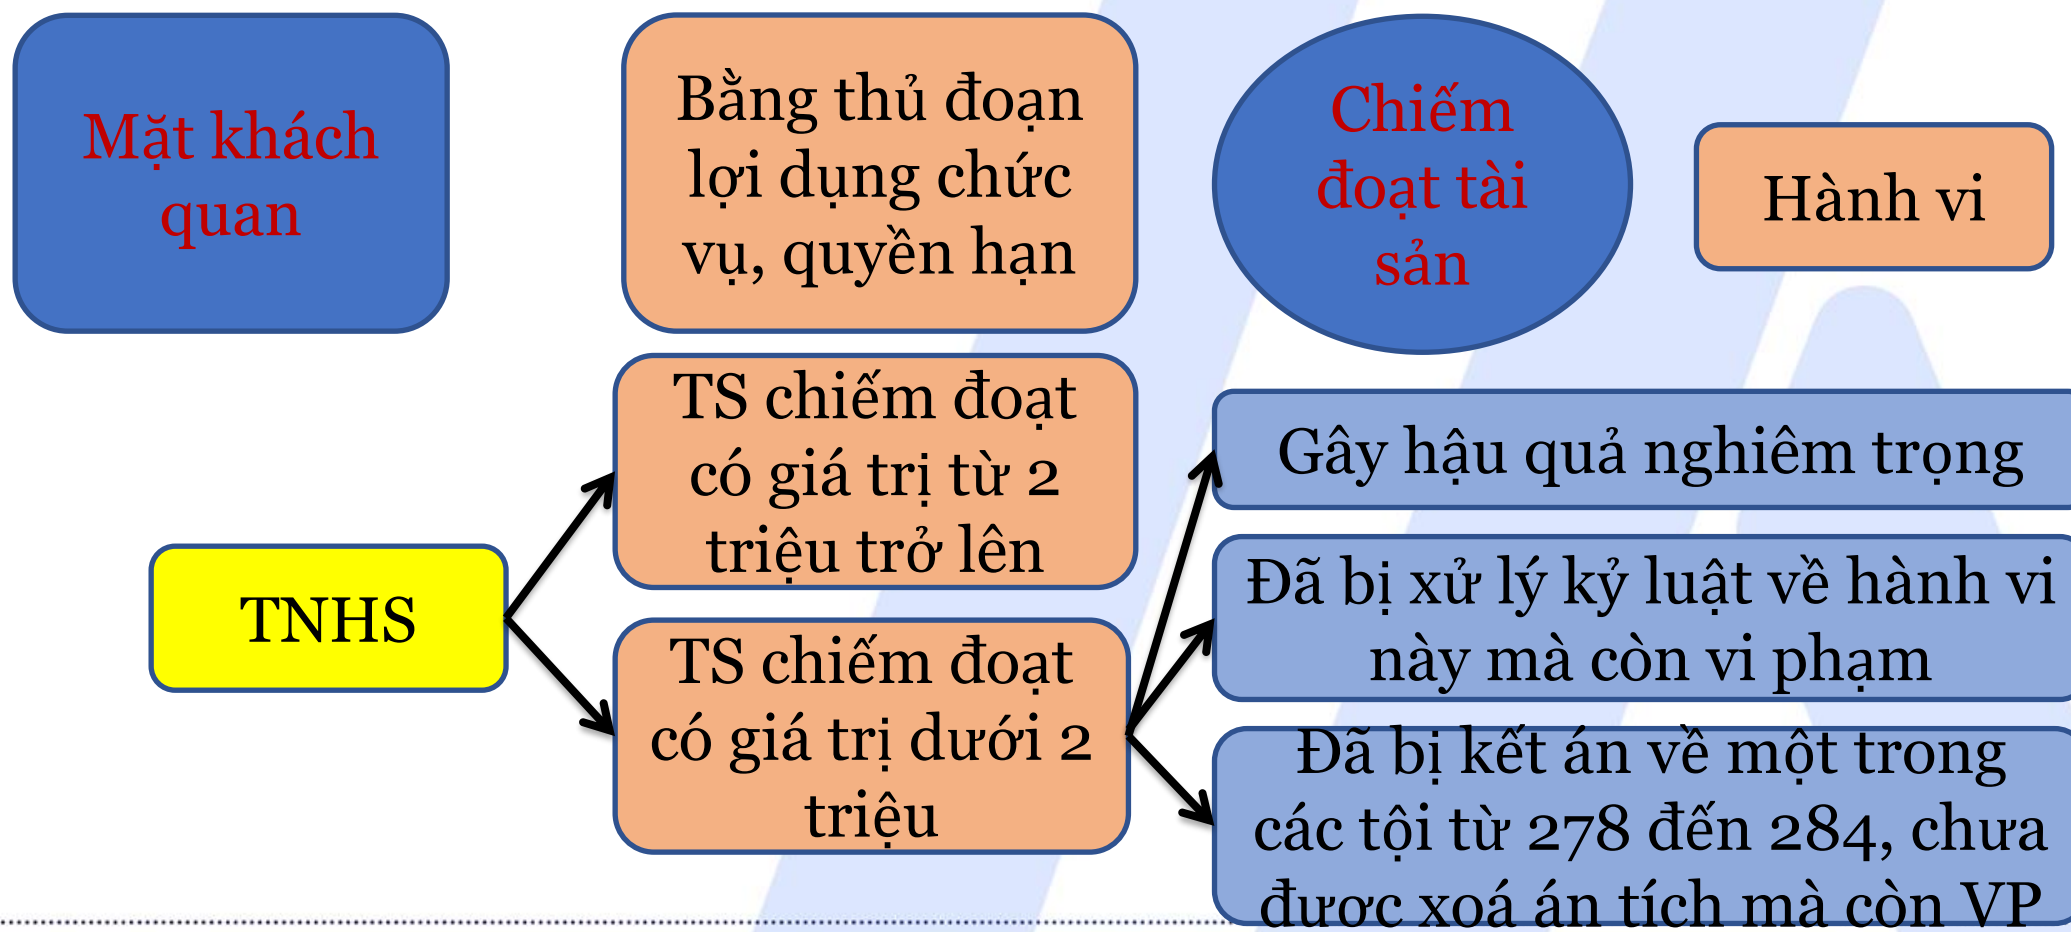 Mặt khách
quan
Bằng thủ đoạn
lợi dụng chức
vụ, quyền hạn
Chiếm
đoạt tài
sản
Hành vi
TNHS
TS chiếm đoạt
có giá trị từ 2
triệu trở lên
TS chiếm đoạt
có giá trị dưới 2
triệu
Gây hậu quả nghiêm trọng
Đã bị xử lý kỷ luật về hành vi
này mà còn vi phạm
Đã bị kết án về một trong
các tội từ 278 đến 284, chưa
được xoá án tích mà còn VP